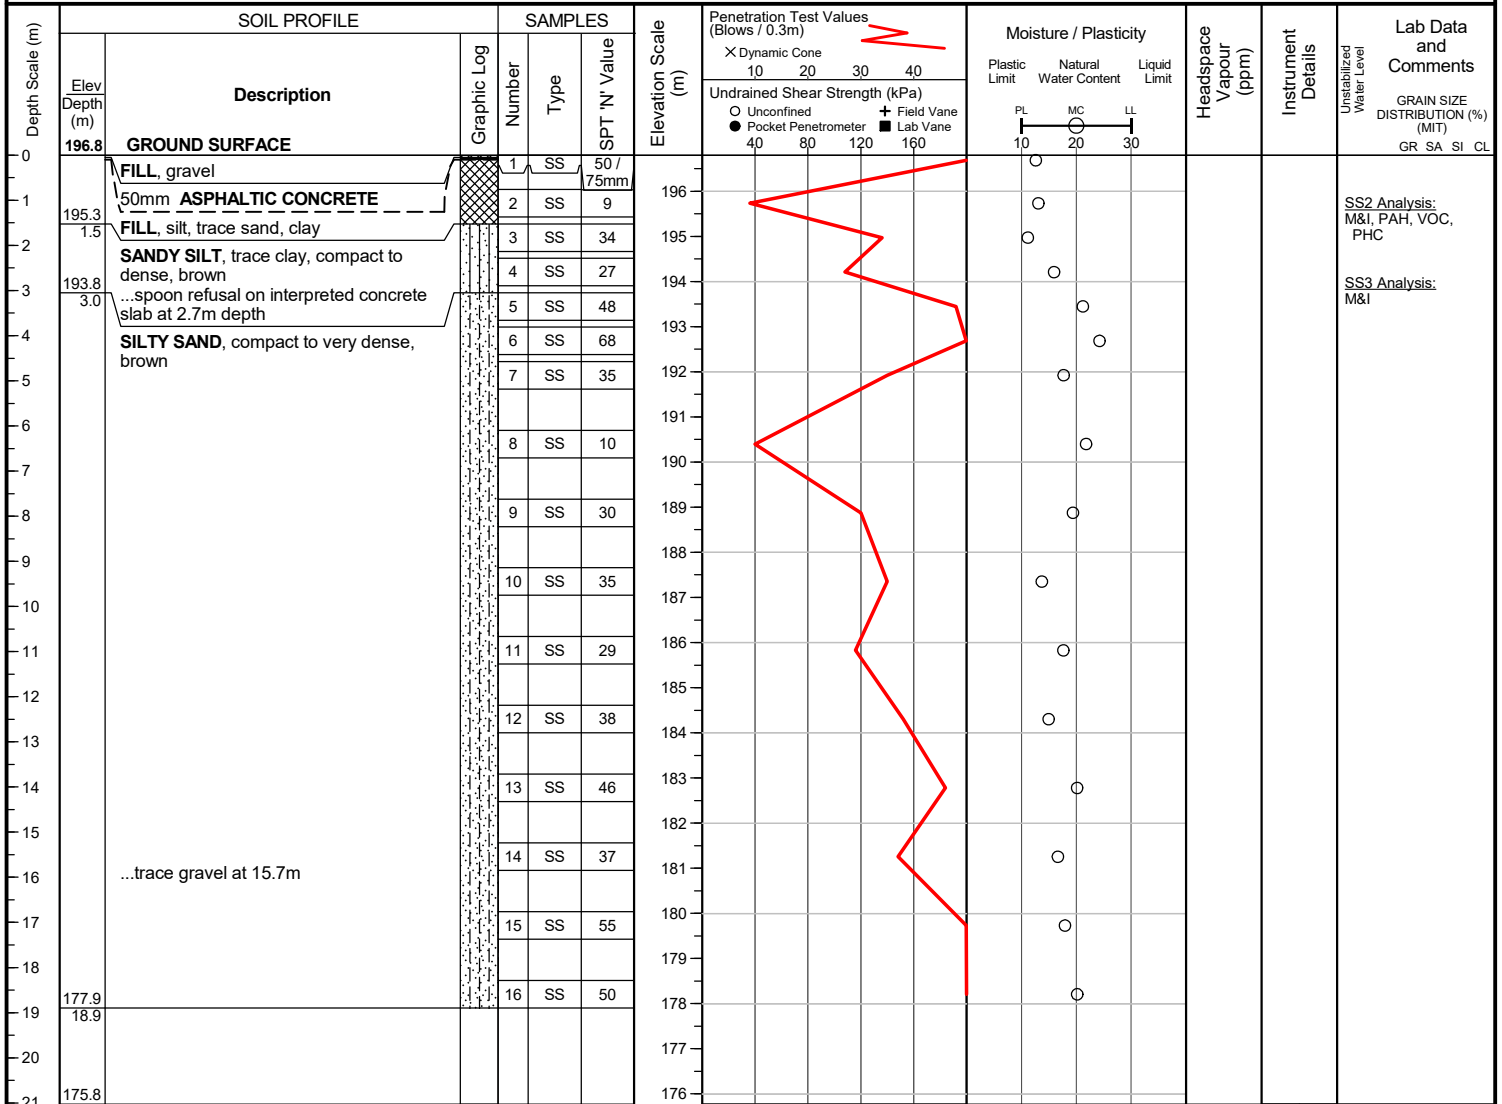 SOIL PROFILE
SAMPLES
Depth Scale (m)
Elev
Depth
(m)
Description
Graphic Log
Number
Type
SPT 'N' Value
Elevation Scale
(m)
Penetration Test Values
(Blows / 0.3m)
X Dynamic Cone
10 20 30 40
Undrained Shear Strength (kPa)
Unconfined
Field Vane
Pocket Penetrometer
Lab Vane
40 80 120 160
Moisture / Plasticity
Plastic
Limit
Natural
Water Content
Liquid
Limit
PL MC LL
10 20 30
Headspace
Vapour
(ppm)
Instrument
Details
Unstabilized
Water Level
Lab Data
and
Comments
GRAIN SIZE
DISTRIBUTION (%)
(MIT)
GR SA SI CL
196.8 GROUND SURFACE
FILL, gravel
50mm ASPHALTIC CONCRETE
195.3
1.5
FILL, silt, trace sand, clay
SANDY SILT, trace clay, compact to
dense, brown
193.8
3.0
...spoon refusal on interpreted concrete
slab at 2.7m depth
SILTY SAND, compact to very dense,
brown
...trace gravel at 15.7m
177.9
18.9
175.8
0
1
2
3
4
5
6
7
8
9
10
11
12
13
14
15
16
17
18
19
20
21
1 SS 50 /
75mm
2 SS 9
3 SS 34
4 SS 27
5 SS 48
6 SS 68
7 SS 35
8 SS 10
9 SS 30
10 SS 35
11 SS 29
12 SS 38
13 SS 46
14 SS 37
15 SS 55
16 SS 50
196
195
194
193
192
191
190
189
188
187
186
185
184
183
182
181
180
179
178
177
176
SS2 Analysis:
M&I, PAH, VOC,
PHC
SS3 Analysis:
M&I